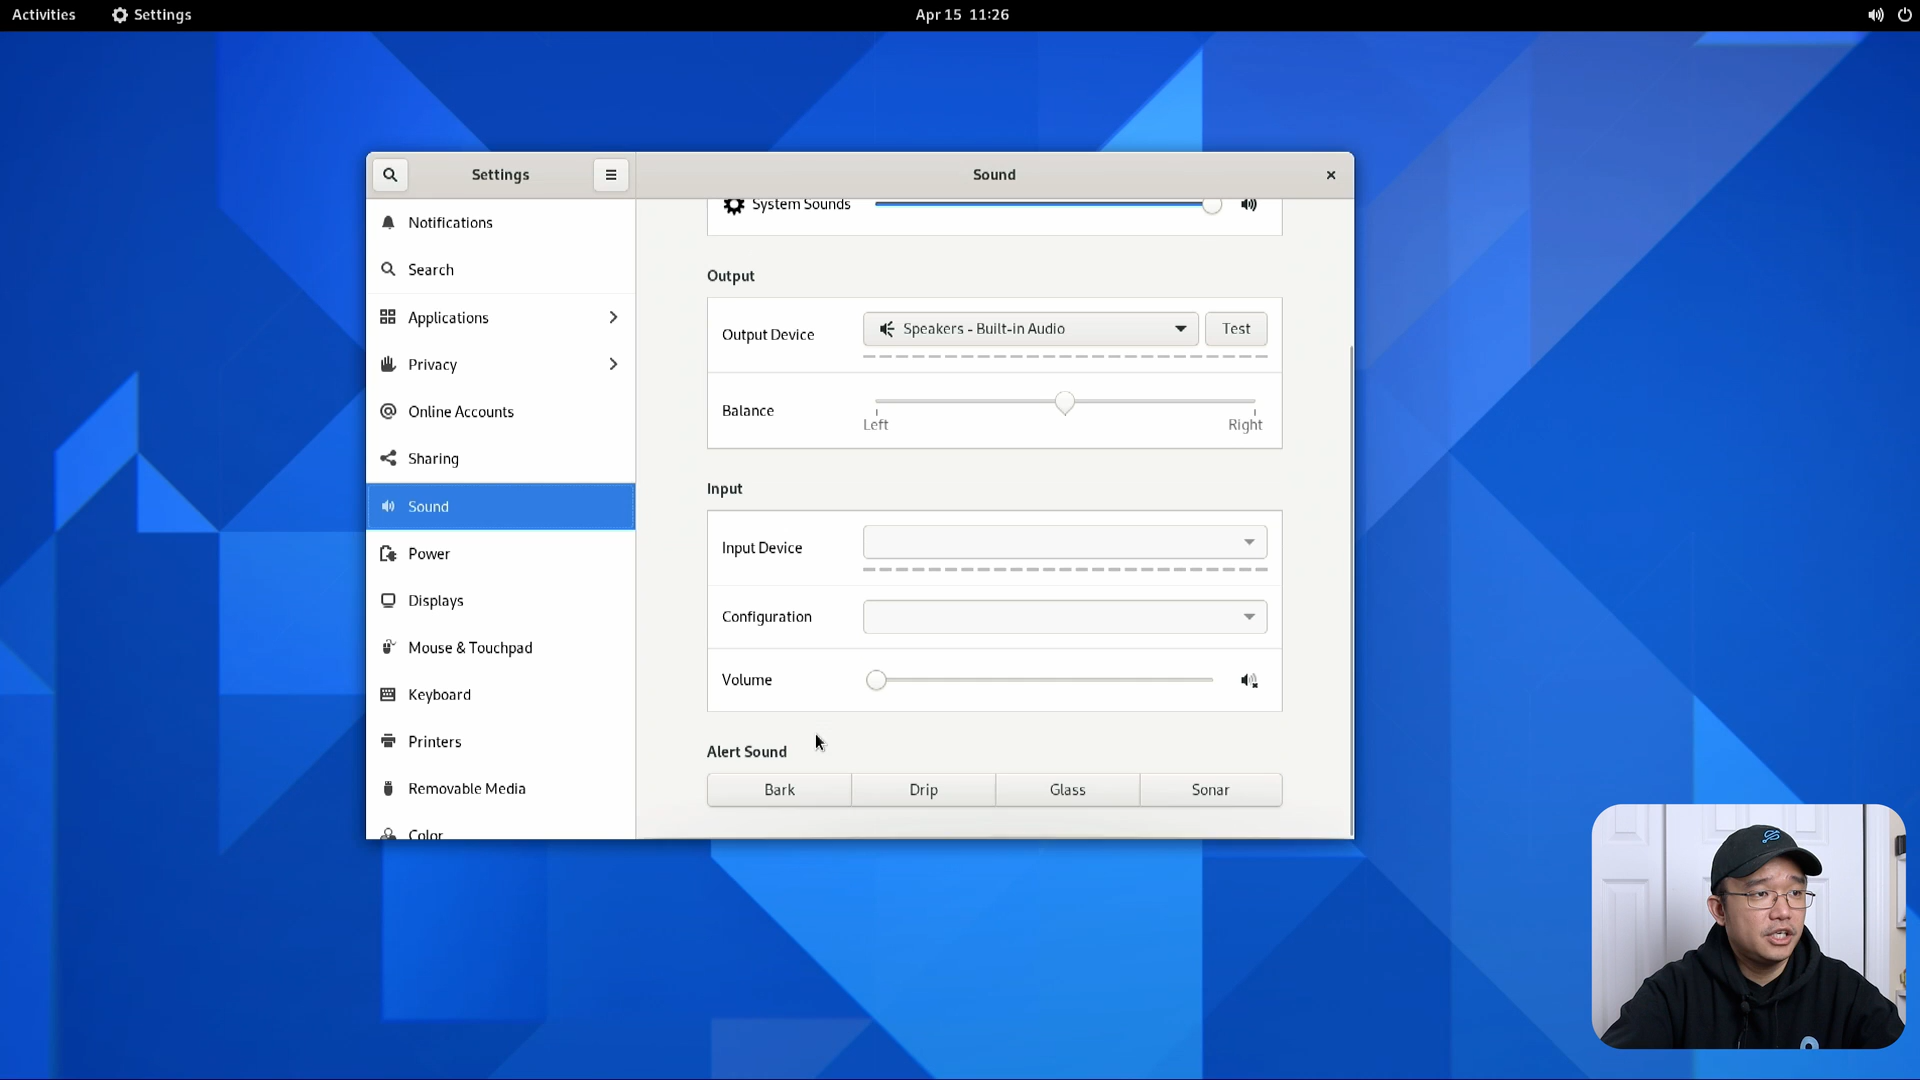 Activities Settings Apr 15 11:26
Settings Sound
Notifications
Search
Applications
Privacy
Online Accounts
Sharing
Sound
Power
Displays
Mouse & Touchpad
Keyboard
Printers
Removable Media
Color
System Sounds
Output
Output Device Speakers - Built-in Audio Test
Balance
Left Right
Input
Input Device
Configuration
Volume
Alert Sound
Bark Drip Glass Sonar